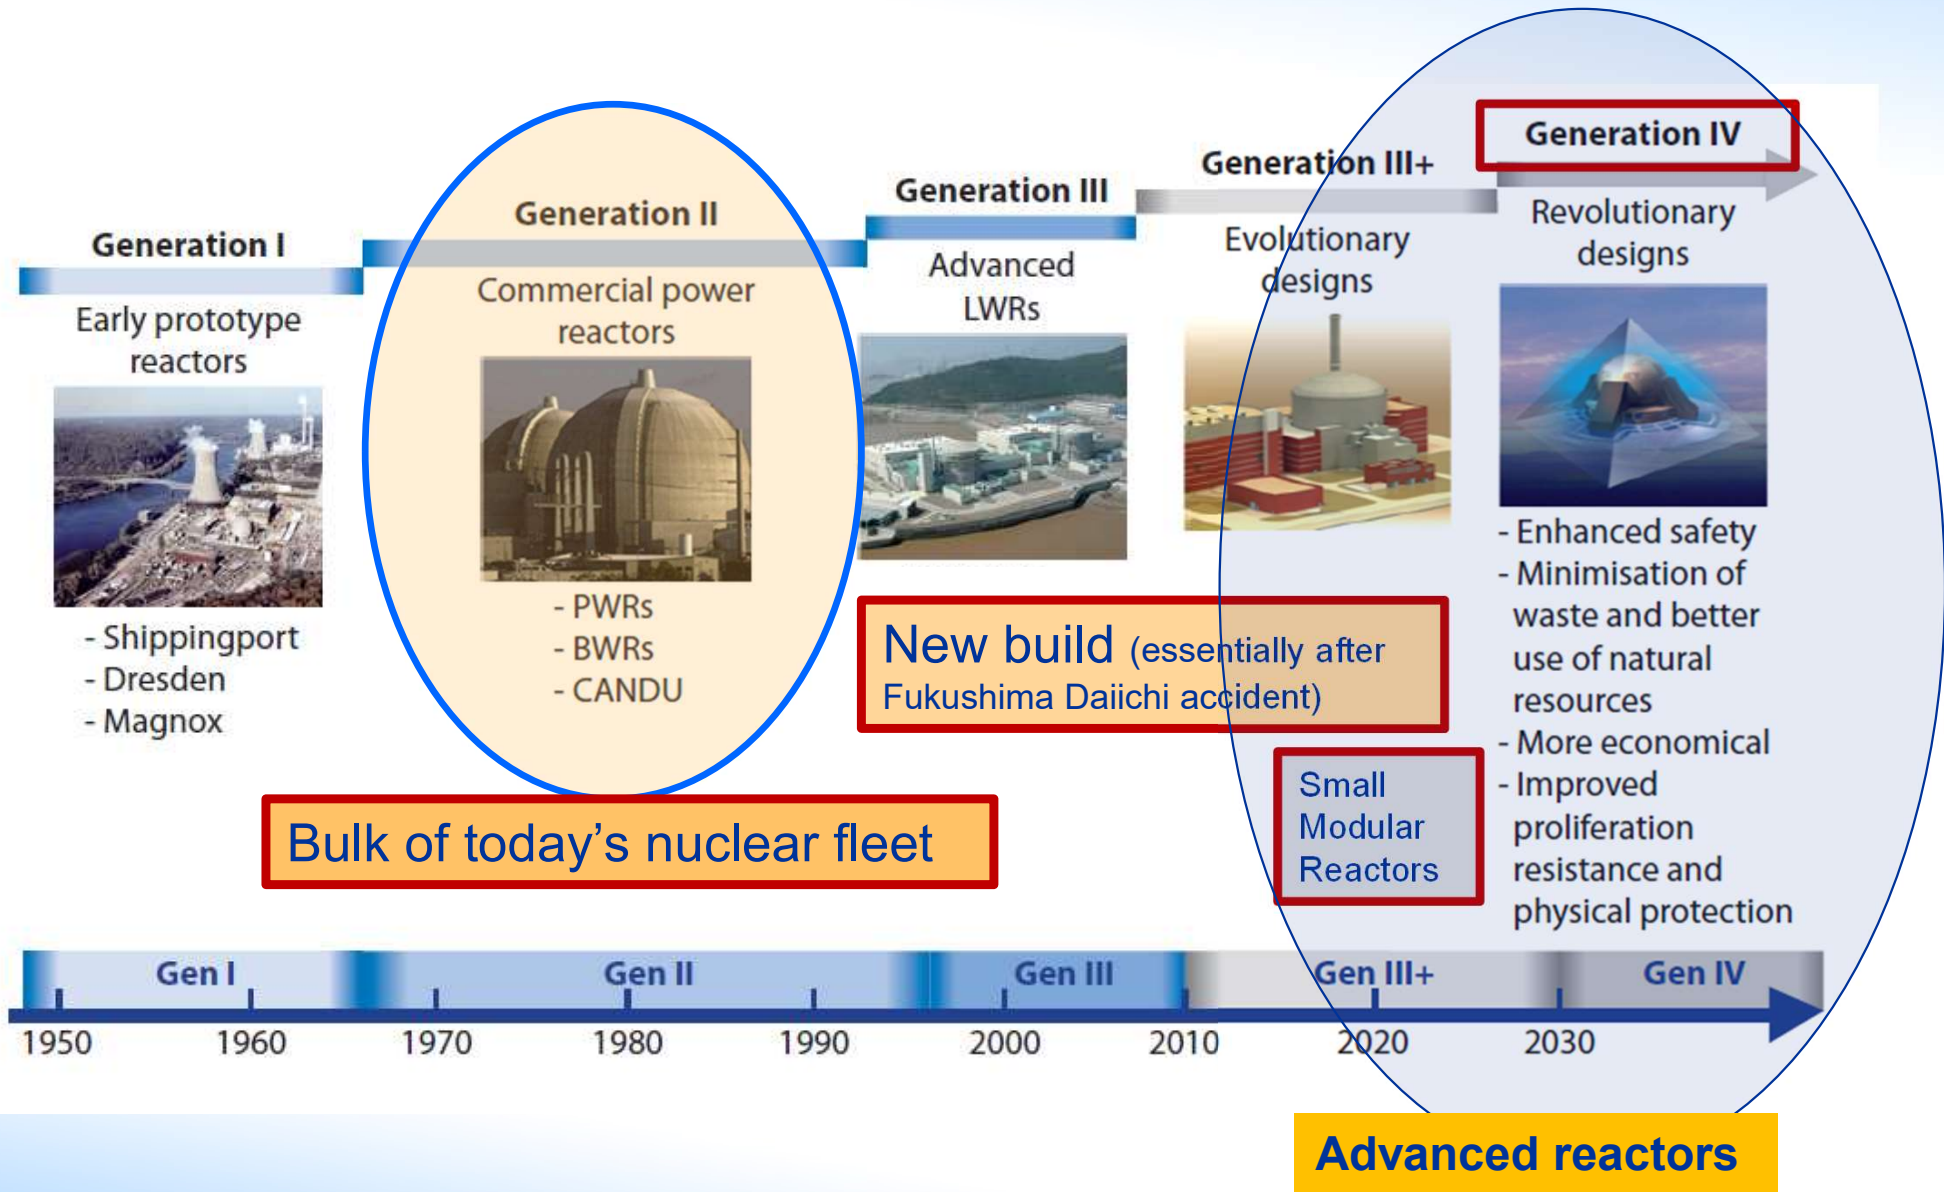 Generation I
Early prototype
reactors
- Shippingport
- Dresden
- Magnox
Generation II
Commercial power
reactors
- PWRs
- BWRs
- CANDU
Bulk of today’s nuclear fleet
Generation III
Advanced
LWRs
Generation III+
Evolutionary
designs
New build (essentially after
Fukushima Daiichi accident)
Small
Modular
Reactors
Generation IV
Revolutionary
designs
- Enhanced safety
- Minimisation of
waste and better
use of natural
resources
- More economical
- Improved
proliferation
resistance and
physical protection
Gen I
Gen II
Gen III
Gen III+
Gen IV
1950
1960
1970
1980
1990
2000
2010
2020
2030
Advanced reactors